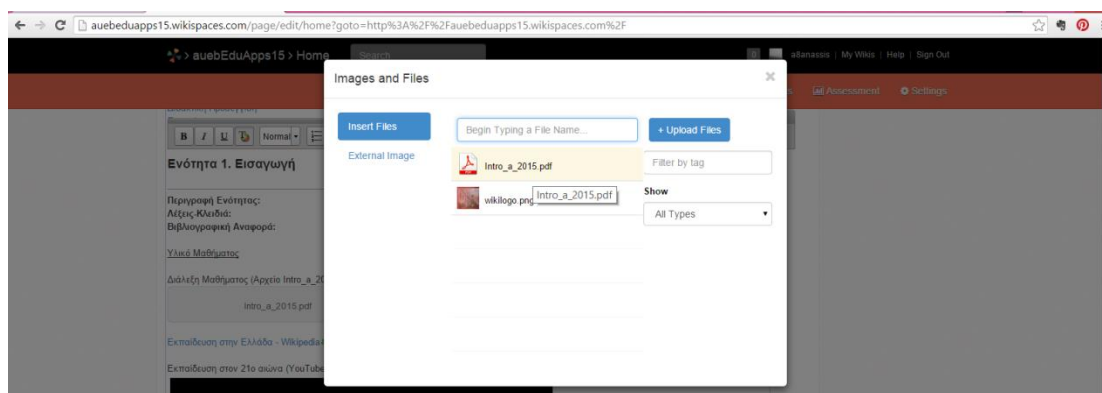 auebeduapps15.wikispaces.com/page/edit/home?goto=http%3A%2F%2Fauebeduapps15.wikispaces.com%2F
> auebEduApps15 > Home Search
a8anassis | My Wikis | Help | Sign Out
Images and Files
×
Assessment Settings
Insert Files
External Image
Begin Typing a File Name...
+ Upload Files
B I U Normal
Intro_a_2015.pdf
Filter by tag
wikilogo.png
Intro_a_2015.pdf
Show
All Types
Ενότητα 1. Εισαγωγή
Περιγραφή Ενότητας:
Λέξεις-Κλειδιά:
Βιβλιογραφική Αναφορά:
Υλικό Μαθήματος
Διάλεξη Μαθήματος (Αρχείο Intro_a_20
Intro_a_2015.pdf
Εκπαίδευση στην Ελλάδα - Wikipedia
Εκπαίδευση στον 21ο αιώνα (YouTube